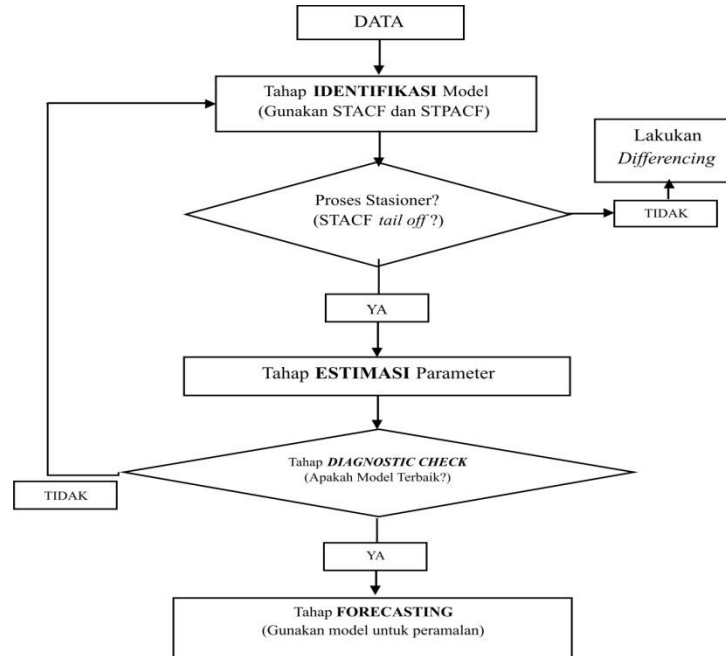 DATA
Tahap IDENTIFIKASI Model
(Gunakan STACF dan STPACF)
Lakukan
Differencing
Proses Stasioner?
(STACF tail off ?)
TIDAK
YA
Tahap ESTIMASI Parameter
Tahap DIAGNOSTIC CHECK
(Apakah Model Terbaik?)
TIDAK
YA
Tahap FORECASTING
(Gunakan model untuk peramalan)